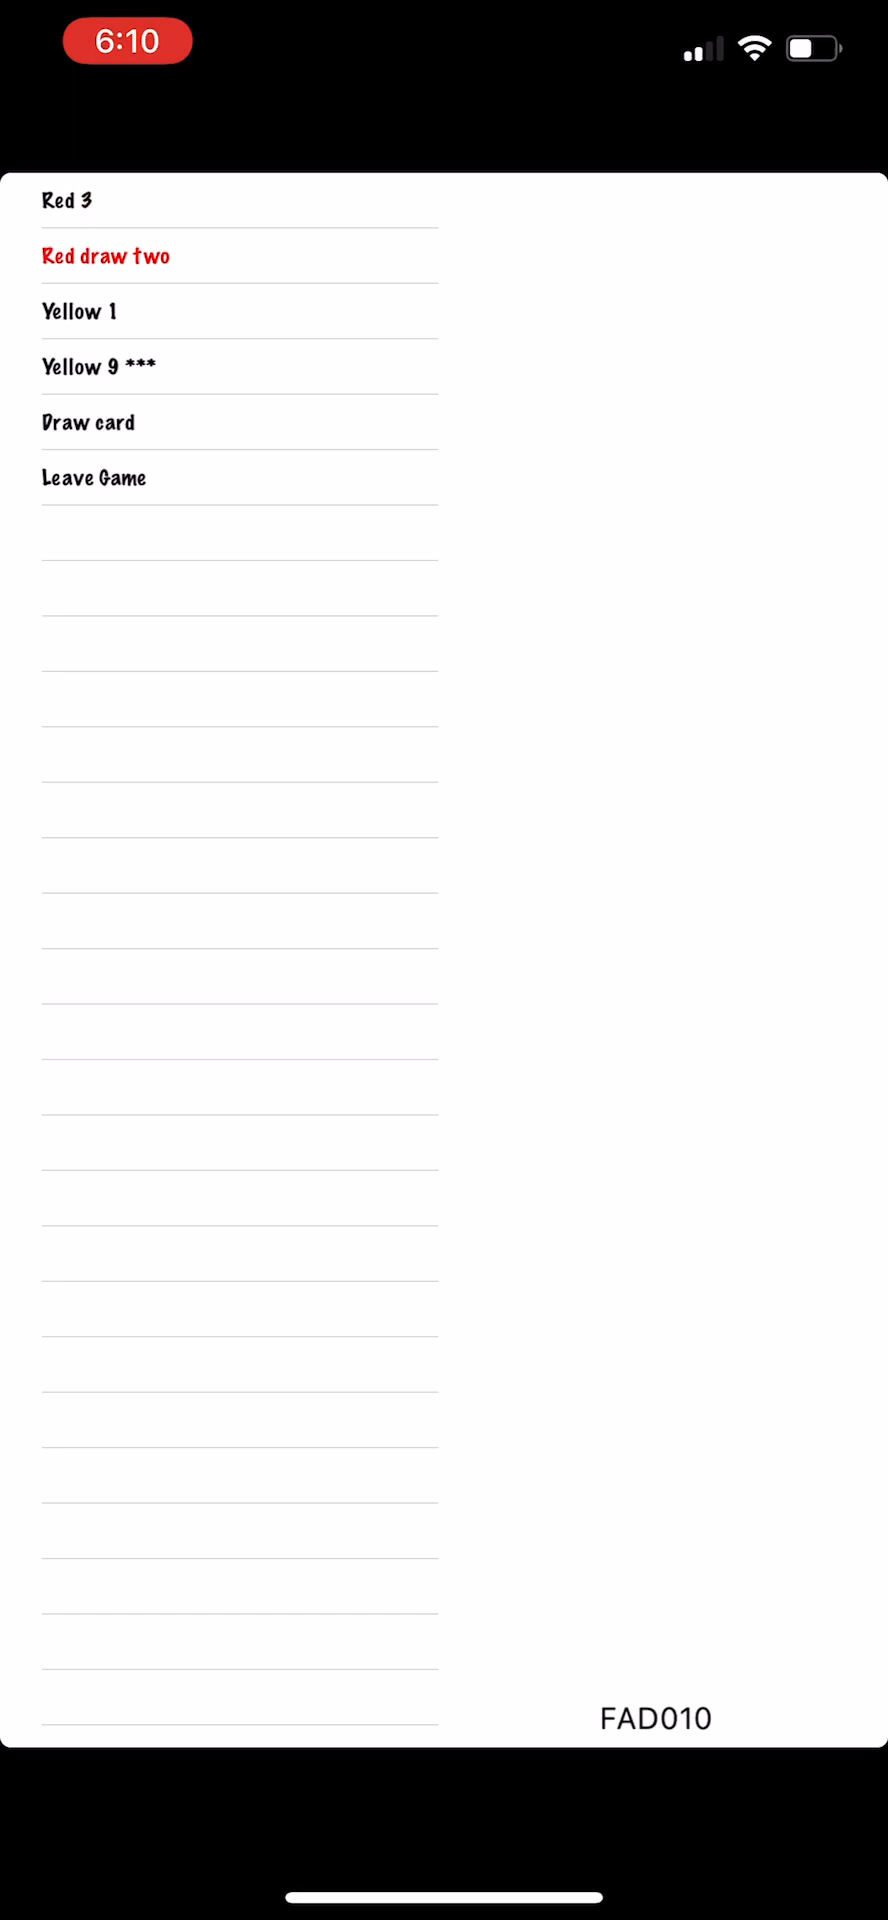 6:10
Red 3
Red draw two
Yellow 1
Yellow 9 ***
Draw card
Leave Game
FAD010